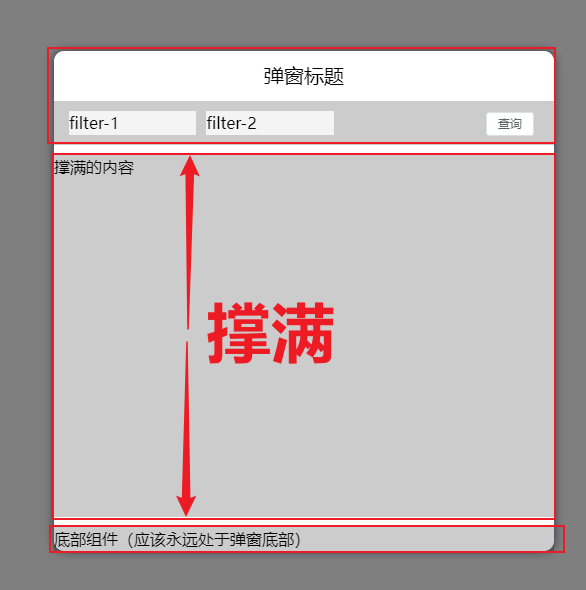 弹窗标题
filter-1 filter-2 查询
撑满的内容
撑满
底部组件（应该永远处于弹窗底部）